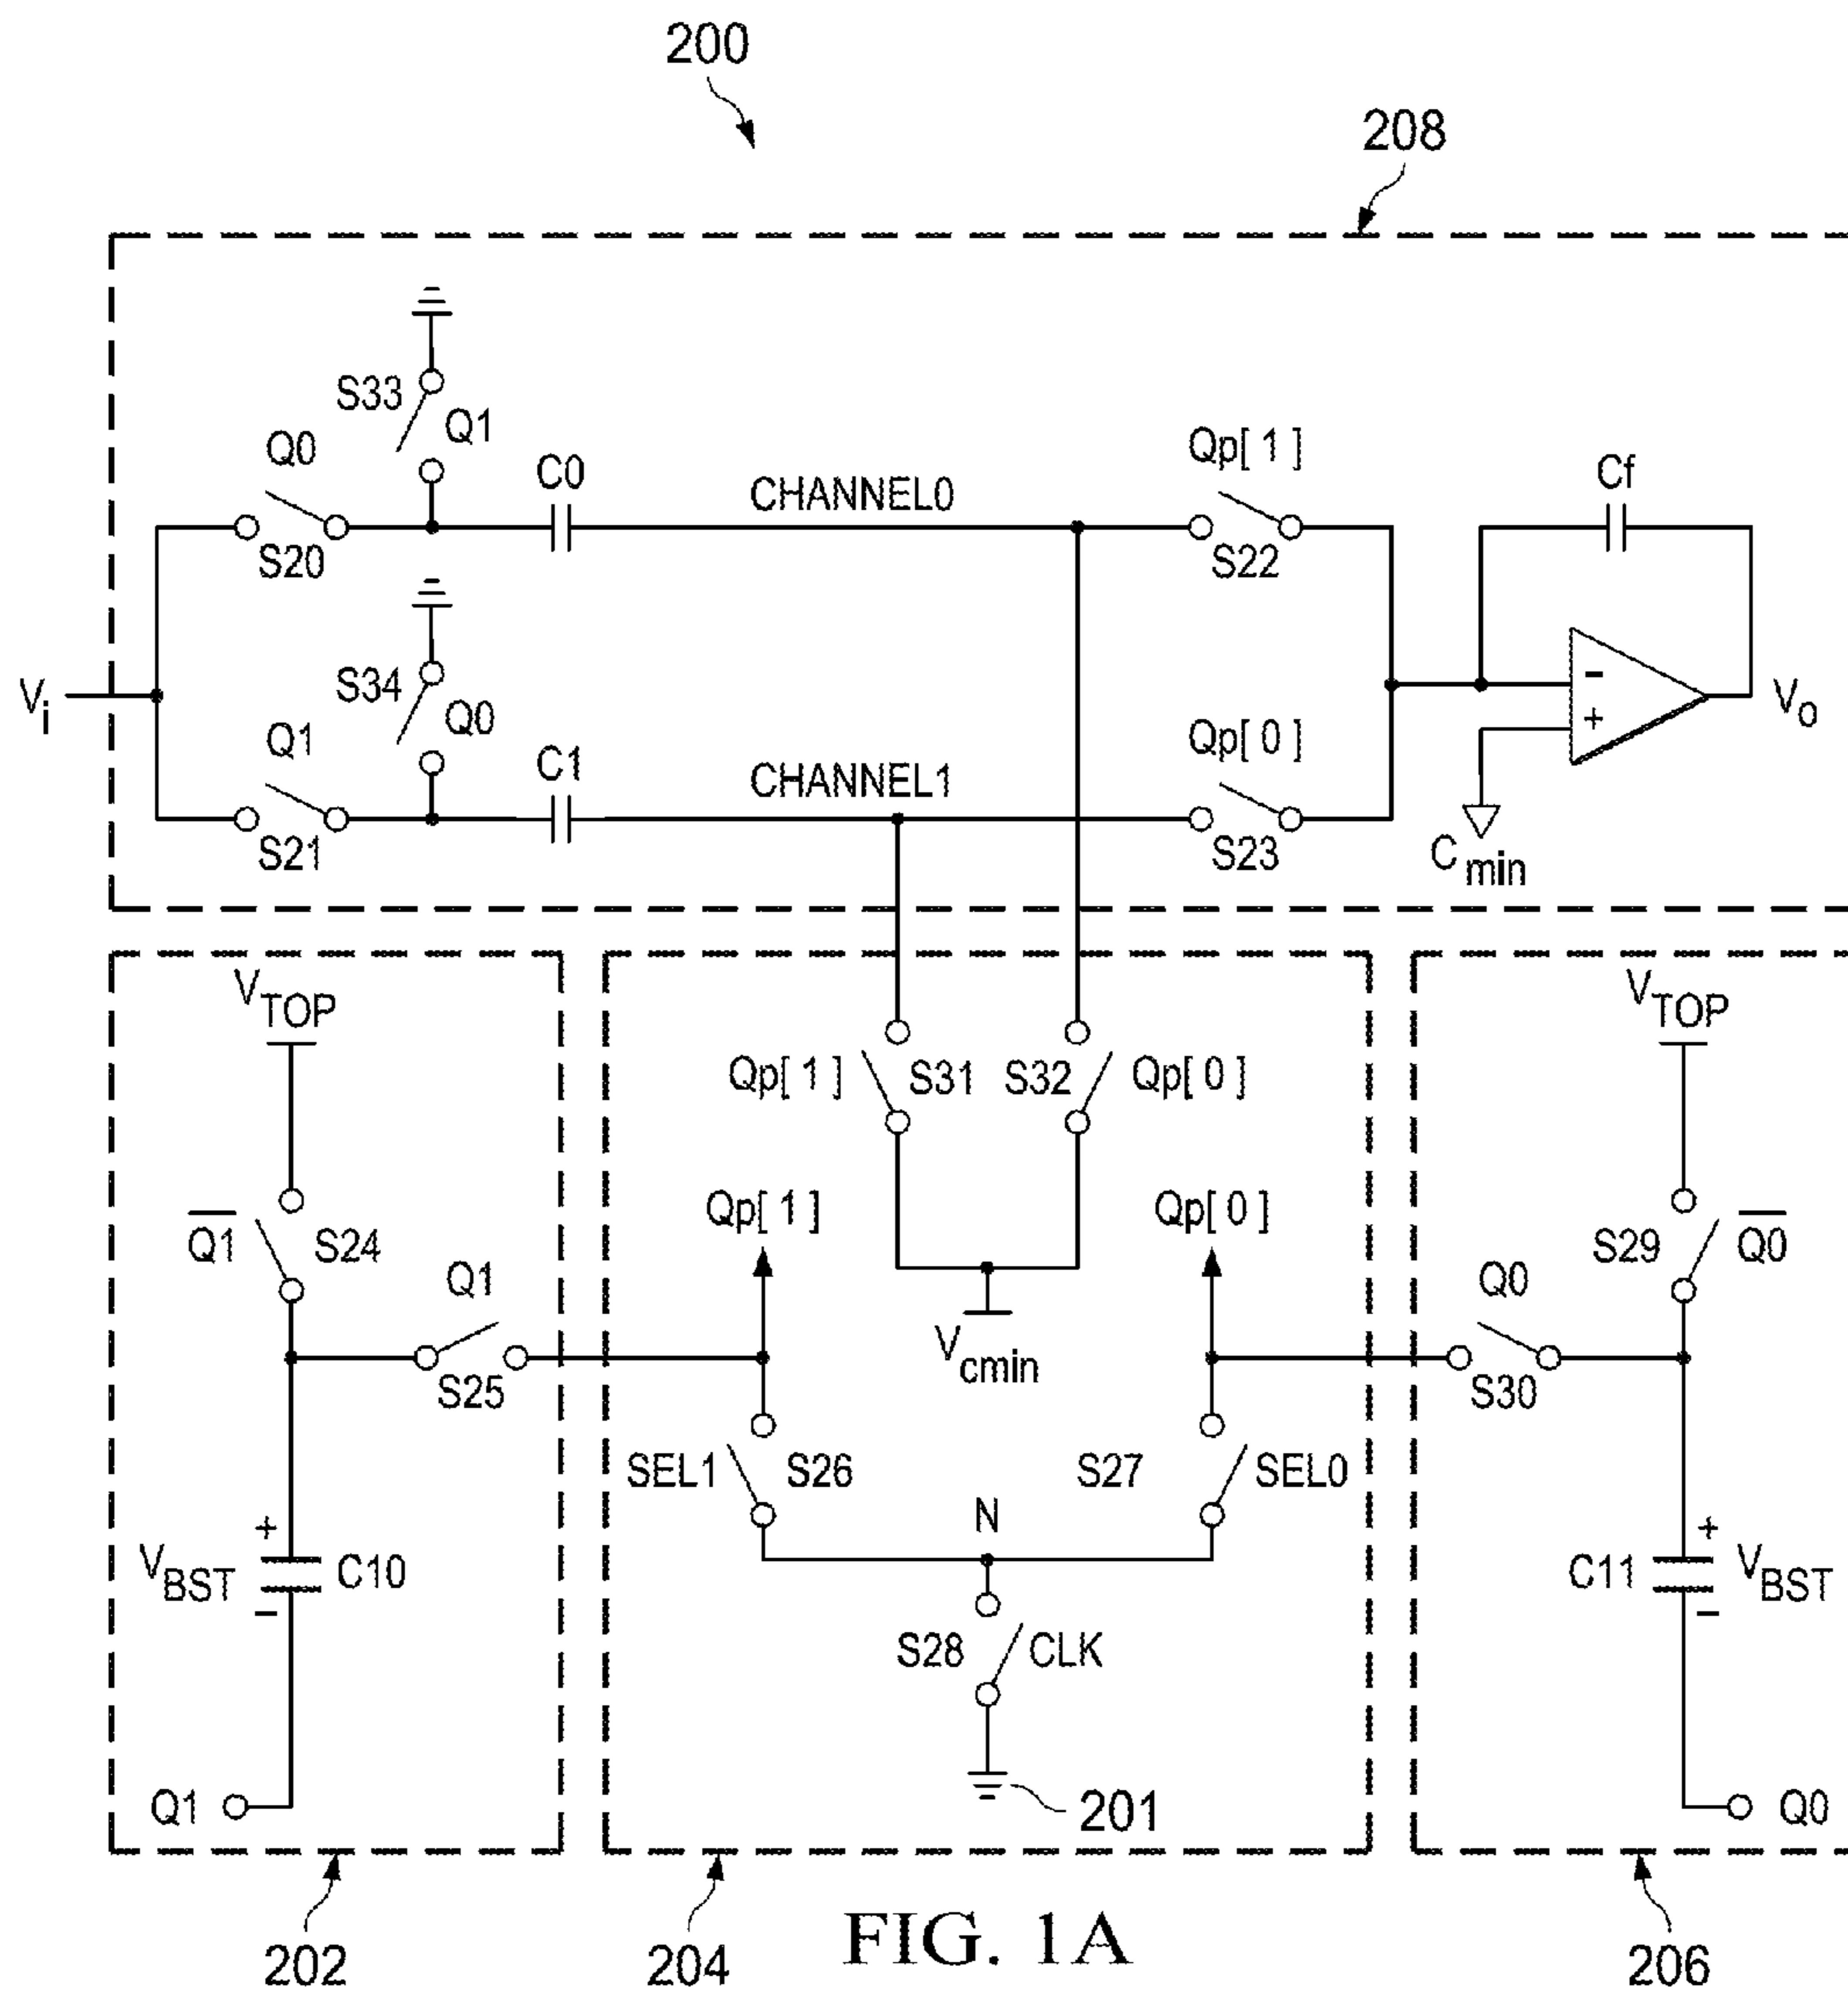 200
208
S33
Q1
Q0
C0
CHANNEL0
Qp[1]
Cf
S20
S22
S34
Q0
Vi
Q1
C1
CHANNEL1
Qp[0]
-
+
Vo
S21
S23
Cmin
VTOP
VTOP
Qp[1]
S31
S32
Qp[0]
Q1
S24
Q1
Qp[1]
Qp[0]
Q0
S29
Q0
S25
Vcmin
S30
SEL1
S26
S27
SEL0
N
+
VBST
C10
-
+
C11
VBST
-
S28
CLK
Q1
201
Q0
202
204
FIG. 1A
206